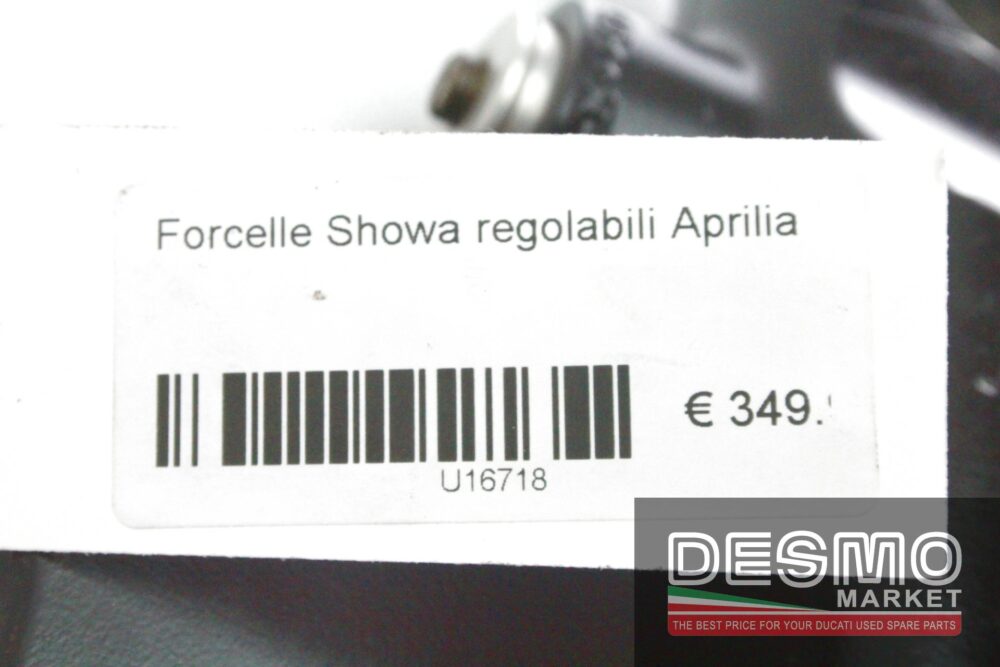 Forcelle Showa regolabili Aprilia
€ 349.
U16718
DESMO
MARKET
THE BEST PRICE FOR YOUR DUCATI USED SPARE PARTS